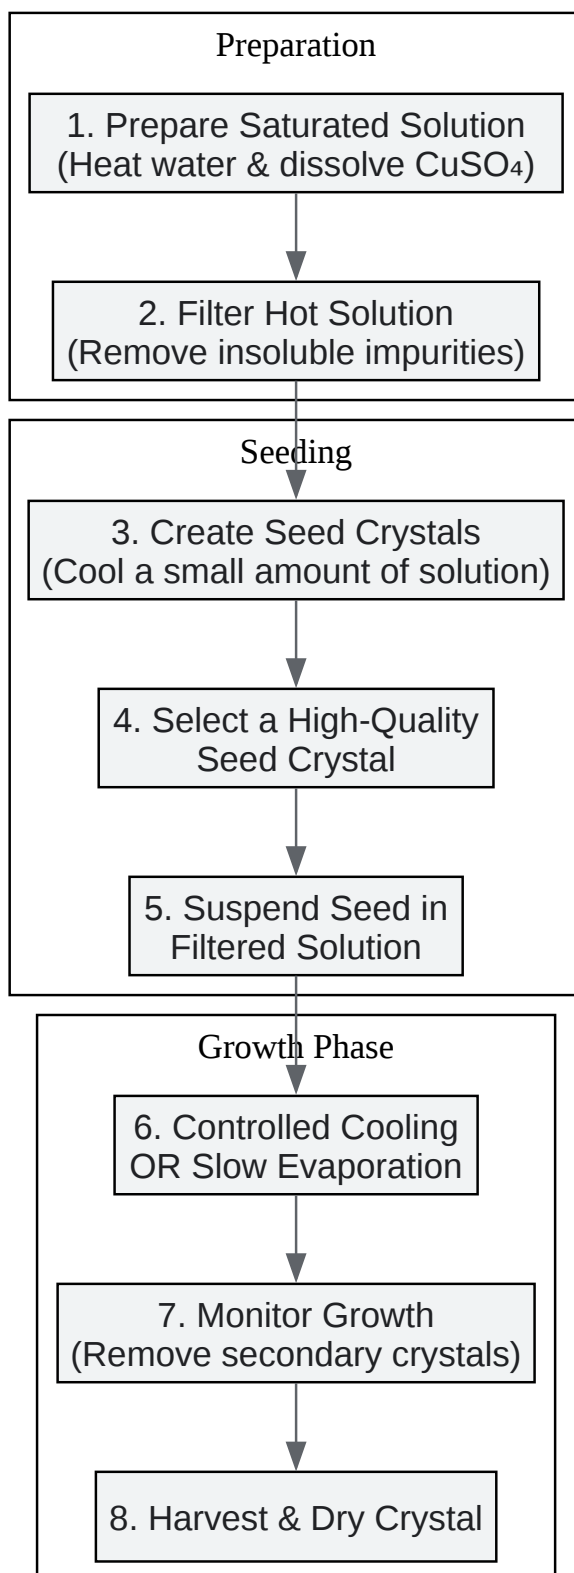 Preparation
1. Prepare Saturated Solution
(Heat water & dissolve CuSO₄)
2. Filter Hot Solution
(Remove insoluble impurities)
Seeding
3. Create Seed Crystals
(Cool a small amount of solution)
4. Select a High-Quality
Seed Crystal
5. Suspend Seed in
Filtered Solution
Growth Phase
6. Controlled Cooling
OR Slow Evaporation
7. Monitor Growth
(Remove secondary crystals)
8. Harvest & Dry Crystal